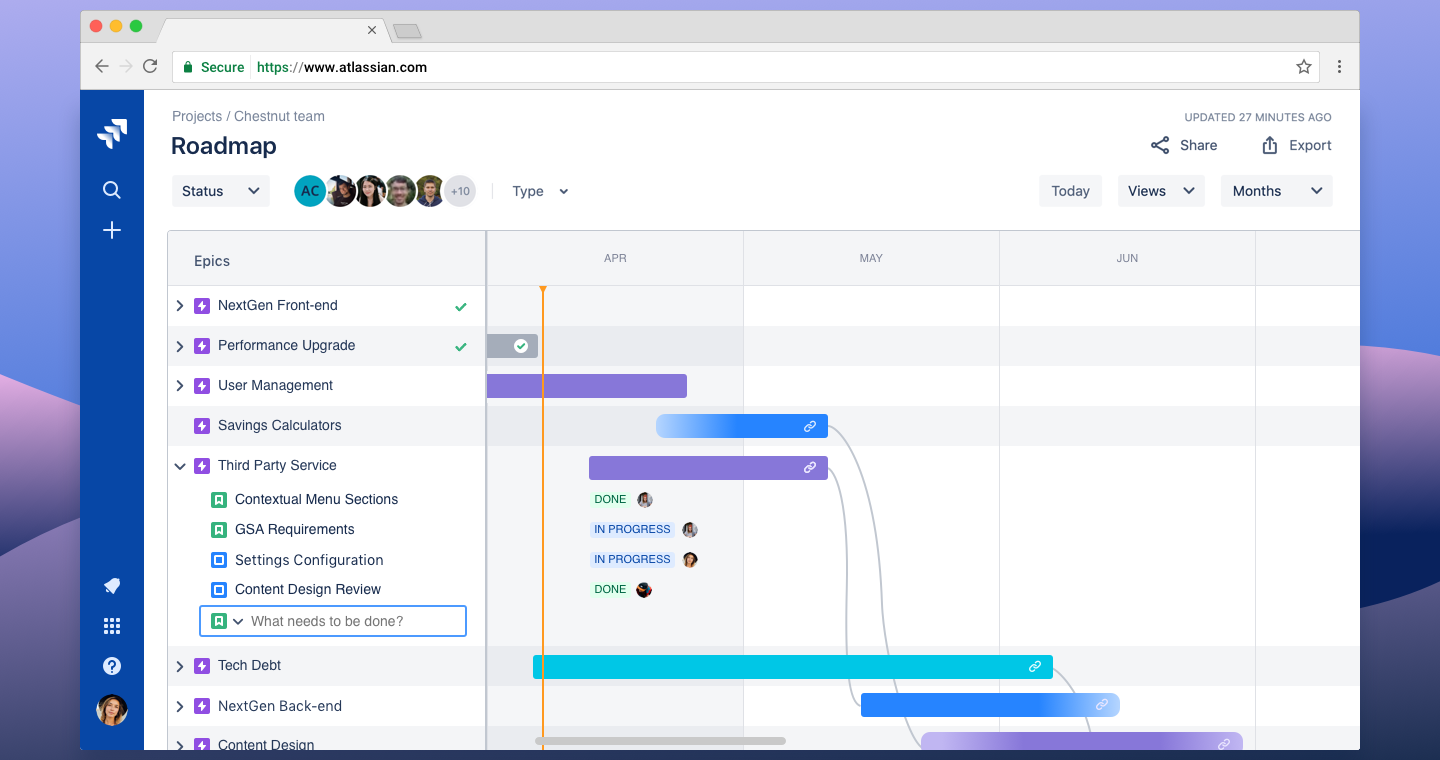 Secure https://www.atlassian.com
Projects / Chestnut team
UPDATED 27 MINUTES AGO
Roadmap
Share
Export
Status
AC
+10
Type
Today
Views
Months
Epics
APR
MAY
JUN
NextGen Front-end
Performance Upgrade
User Management
Savings Calculators
Third Party Service
Contextual Menu Sections
DONE
GSA Requirements
IN PROGRESS
Settings Configuration
IN PROGRESS
Content Design Review
DONE
What needs to be done?
Tech Debt
NextGen Back-end
Content Design